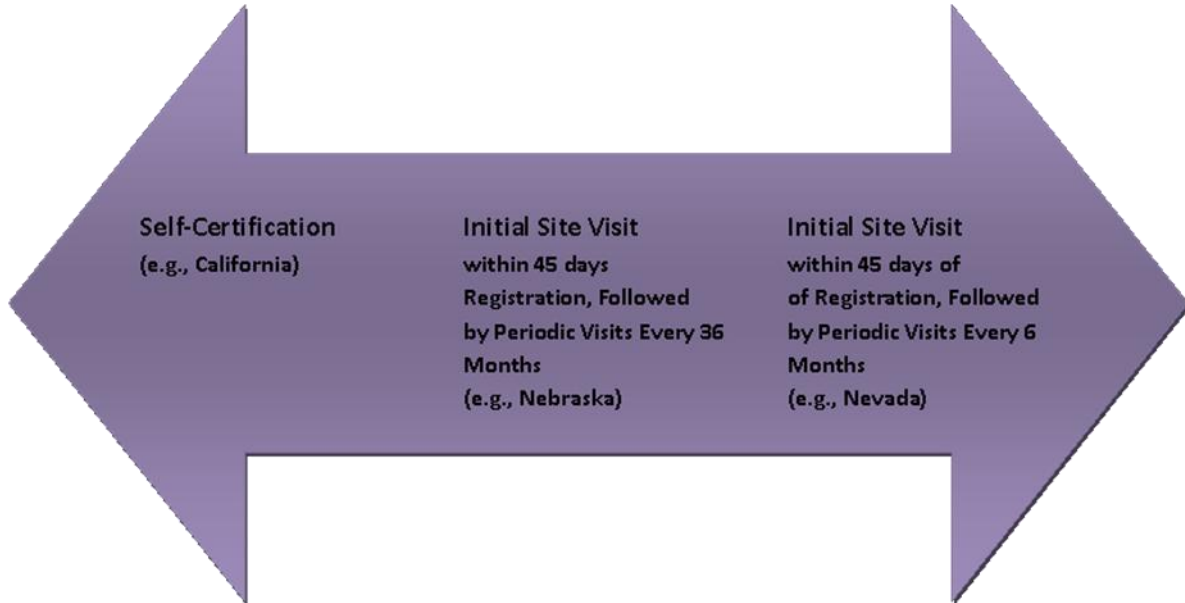 Self-Certification
(e.g., California)
Initial Site Visit
within 45 days
Registration, Followed
by Periodic Visits Every 36
Months
(e.g., Nebraska)
Initial Site Visit
within 45 days of
of Registration, Followed
by Periodic Visits Every 6
Months
(e.g., Nevada)